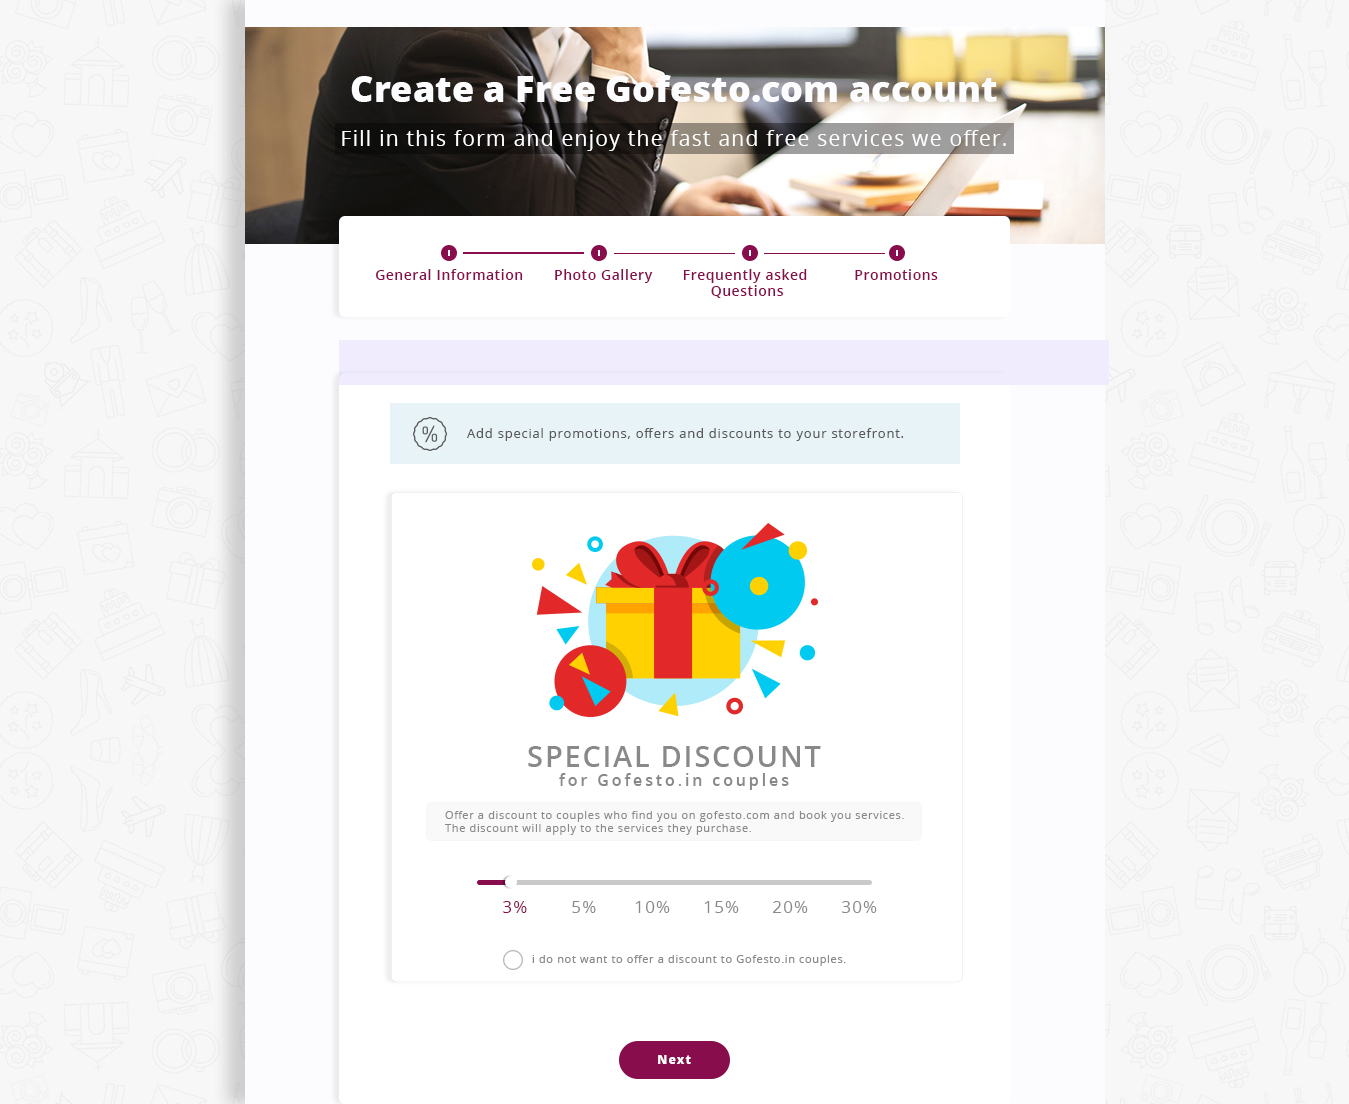 Create a Free Gofesto.com account
Fill in this form and enjoy the fast and free services we offer.
General Information
Photo Gallery
Frequently asked
Questions
Promotions
%
Add special promotions, offers and discounts to your storefront.
SPECIAL DISCOUNT
for Gofesto.in couples
Offer a discount to couples who find you on gofesto.com and book you services.
The discount will apply to the services they purchase.
3% 5% 10% 15% 20% 30%
i do not want to offer a discount to Gofesto.in couples.
Next